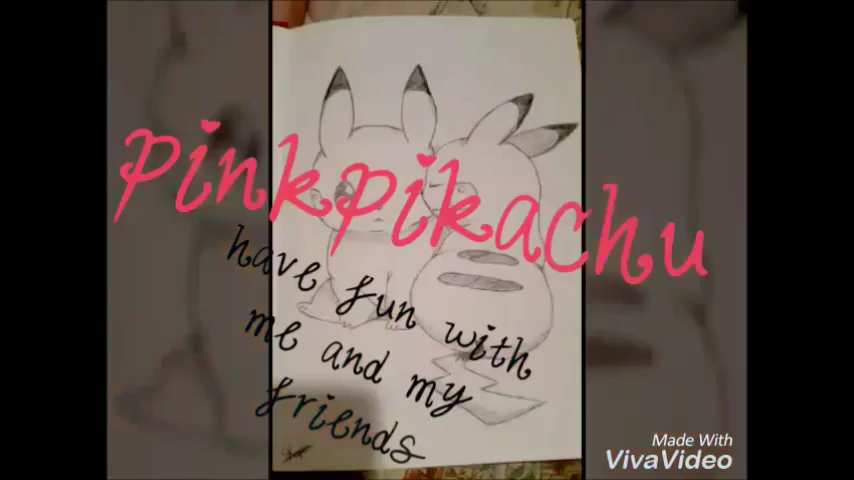 pinkpikachu
have fun with
me and my
friends
Made With
VivaVideo